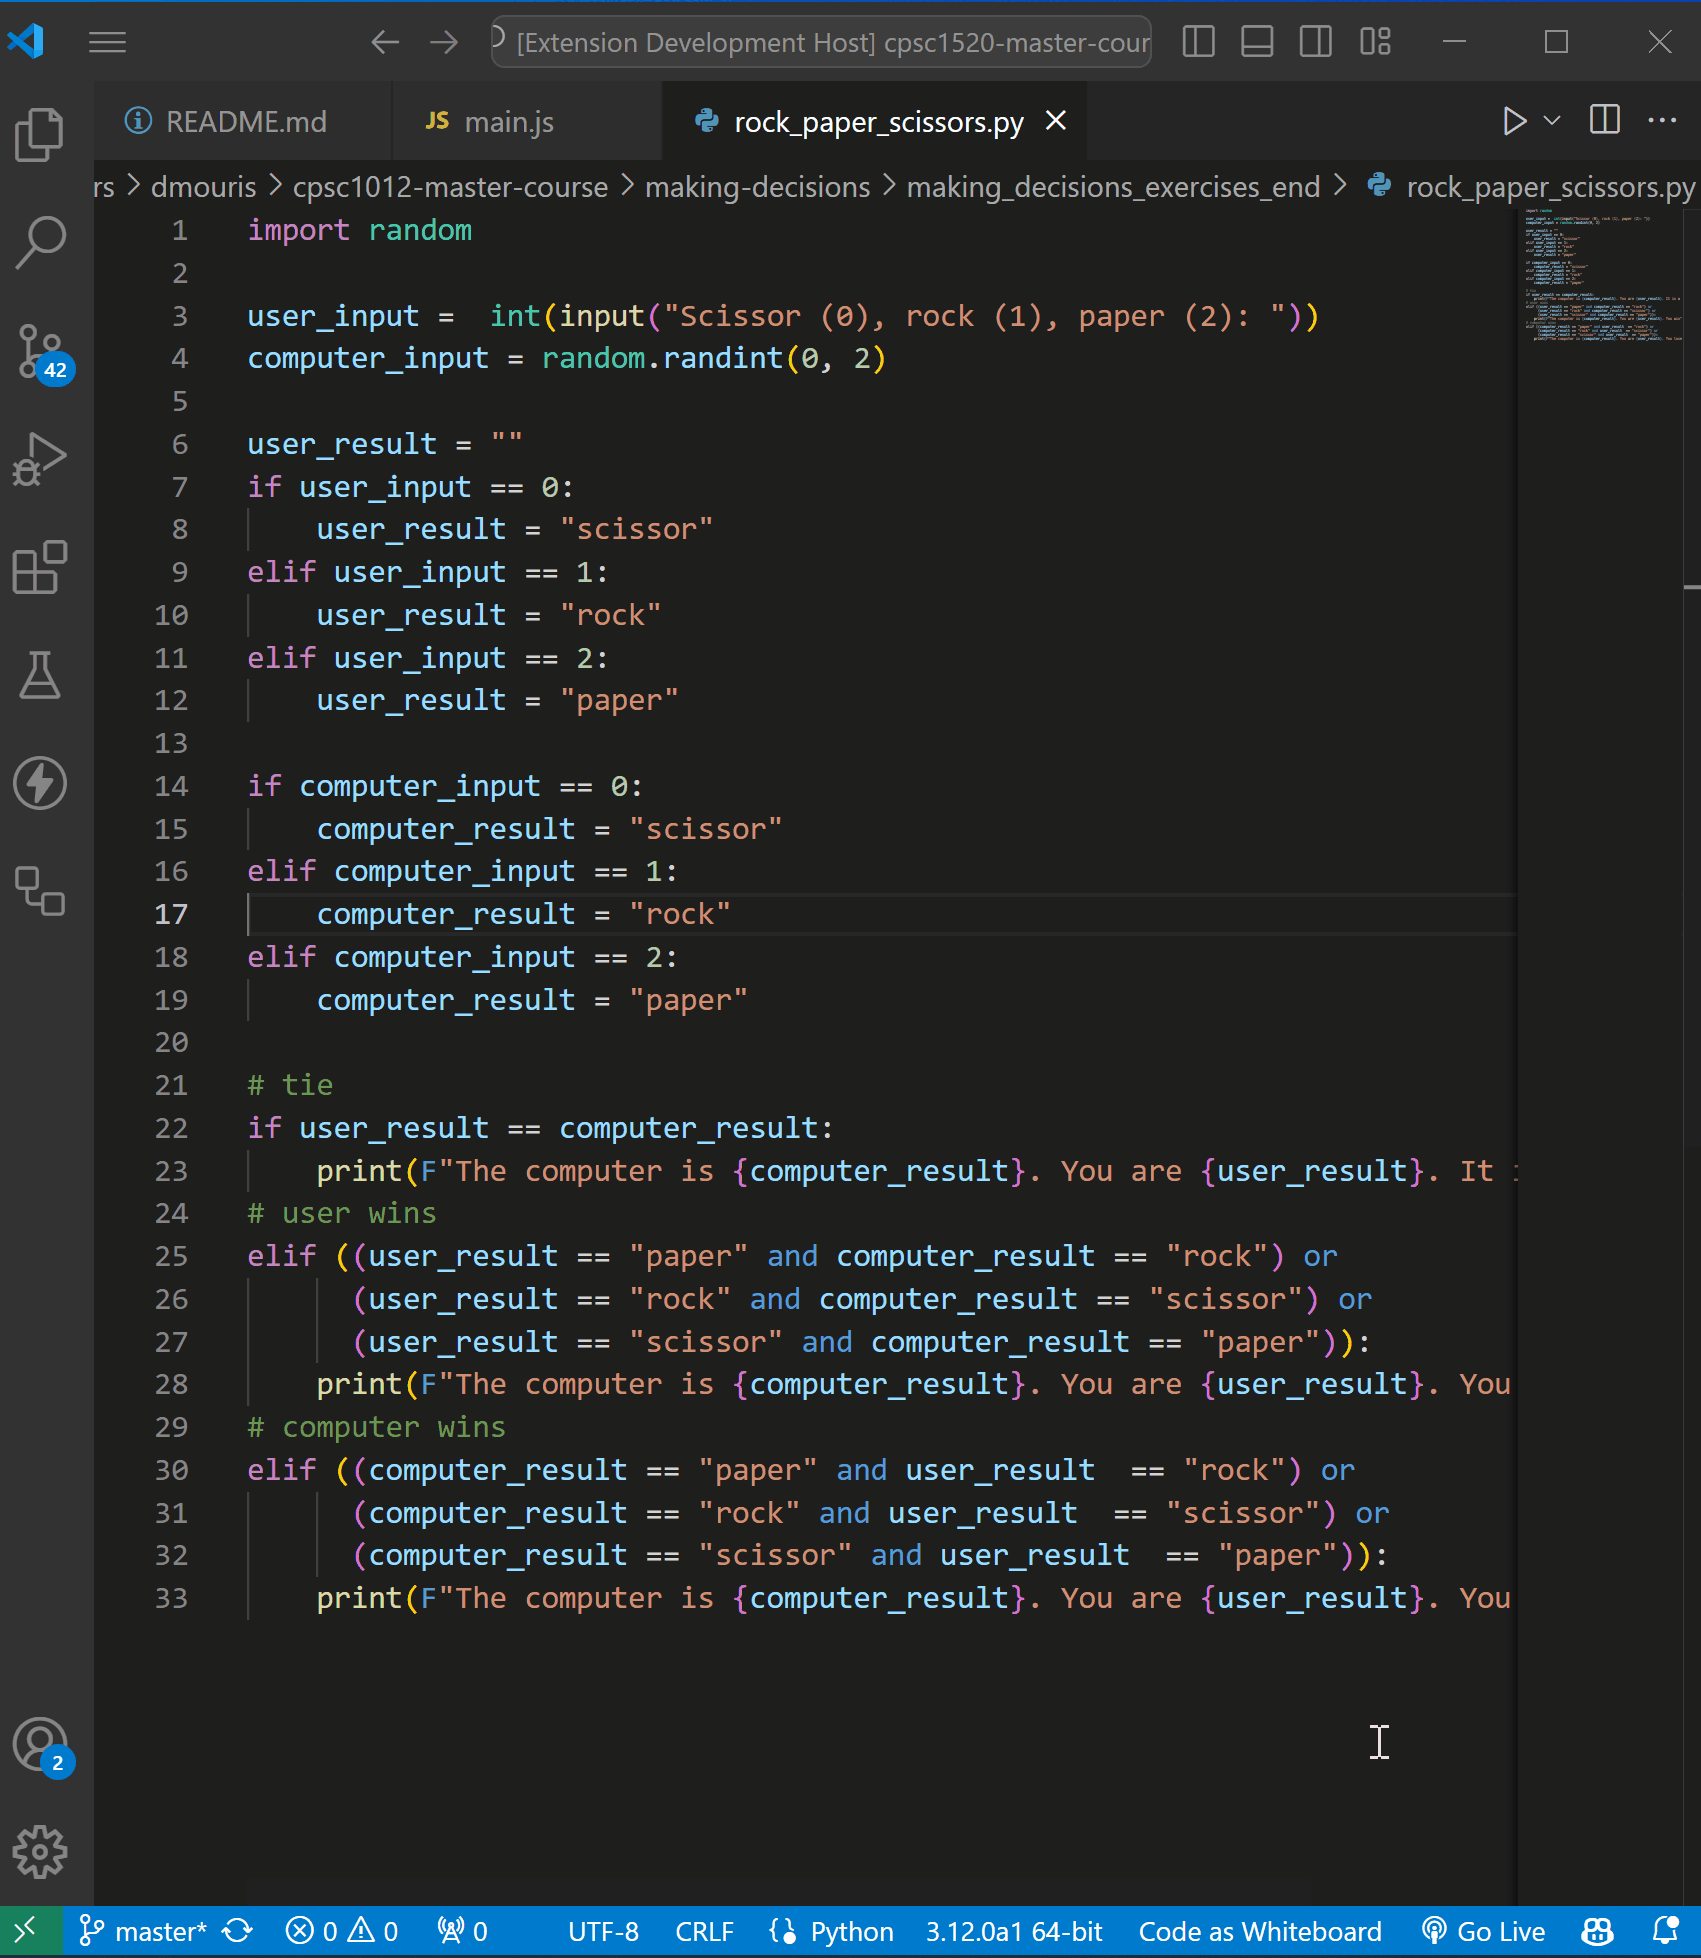 [Extension Development Host] cpsc1520-master-cour
README.md
JS main.js
rock_paper_scissors.py
rs > dmouris > cpsc1012-master-course > making-decisions > making_decisions_exercises_end > rock_paper_scissors.py
1 import random
2
3 user_input =  int(input("Scissor (0), rock (1), paper (2): "))
4 computer_input = random.randint(0, 2)
5
6 user_result = ""
7 if user_input == 0:
8     user_result = "scissor"
9 elif user_input == 1:
10     user_result = "rock"
11 elif user_input == 2:
12     user_result = "paper"
13
14 if computer_input == 0:
15     computer_result = "scissor"
16 elif computer_input == 1:
17     computer_result = "rock"
18 elif computer_input == 2:
19     computer_result = "paper"
20
21 # tie
22 if user_result == computer_result:
23     print(F"The computer is {computer_result}. You are {user_result}. It
24 # user wins
25 elif ((user_result == "paper" and computer_result == "rock") or
26       (user_result == "rock" and computer_result == "scissor") or
27       (user_result == "scissor" and computer_result == "paper")):
28     print(F"The computer is {computer_result}. You are {user_result}. You
29 # computer wins
30 elif ((computer_result == "paper" and user_result  == "rock") or
31       (computer_result == "rock" and user_result  == "scissor") or
32       (computer_result == "scissor" and user_result  == "paper")):
33     print(F"The computer is {computer_result}. You are {user_result}. You
42
2
master* 0 0 0 UTF-8 CRLF {} Python 3.12.0a1 64-bit Code as Whiteboard Go Live